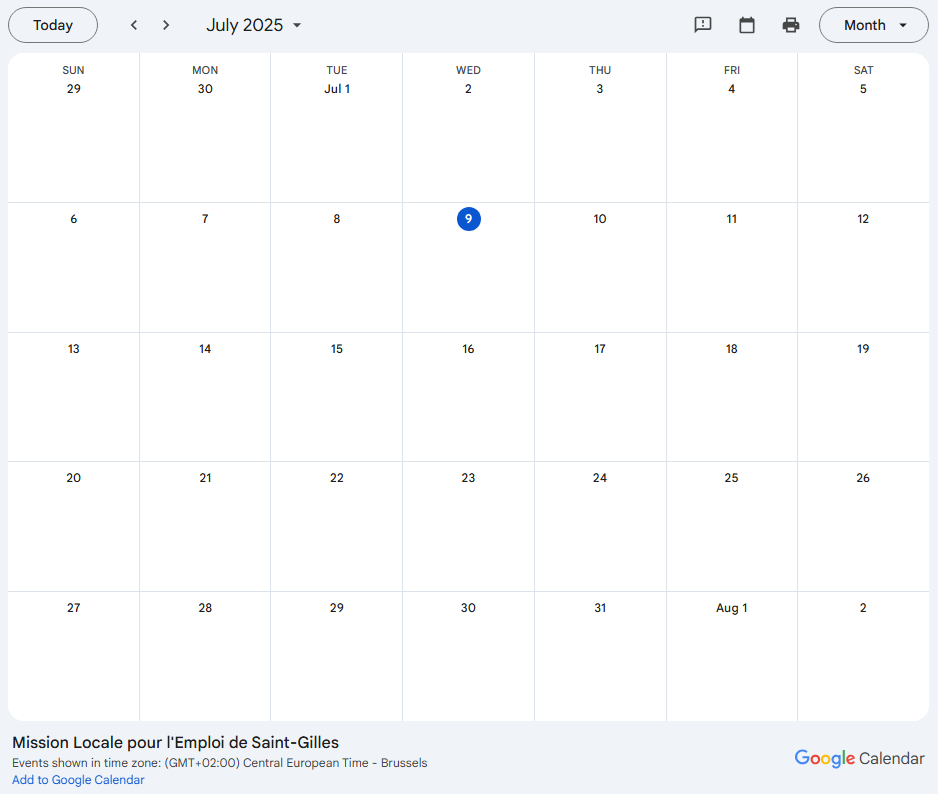 Today
July 2025
Month
SUN MON TUE WED THU FRI SAT
29 30 Jul 1 2 3 4 5
6 7 8 9 10 11 12
13 14 15 16 17 18 19
20 21 22 23 24 25 26
27 28 29 30 31 Aug 1 2
Mission Locale pour l'Emploi de Saint-Gilles
Events shown in time zone: (GMT+02:00) Central European Time - Brussels
Add to Google Calendar
Google Calendar